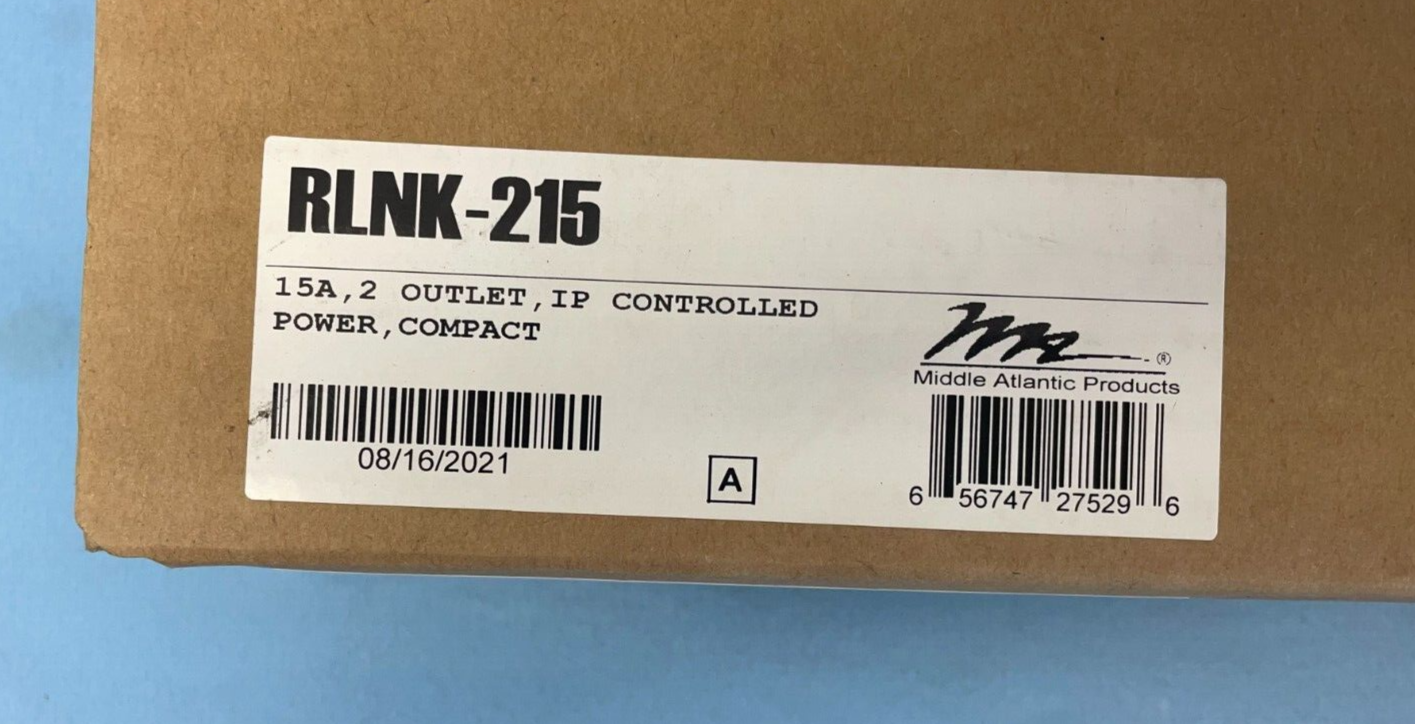 RLNK-215
15A,2 OUTLET,IP CONTROLLED
POWER,COMPACT
®
Middle Atlantic Products
08/16/2021
A
6 56747 27529 6